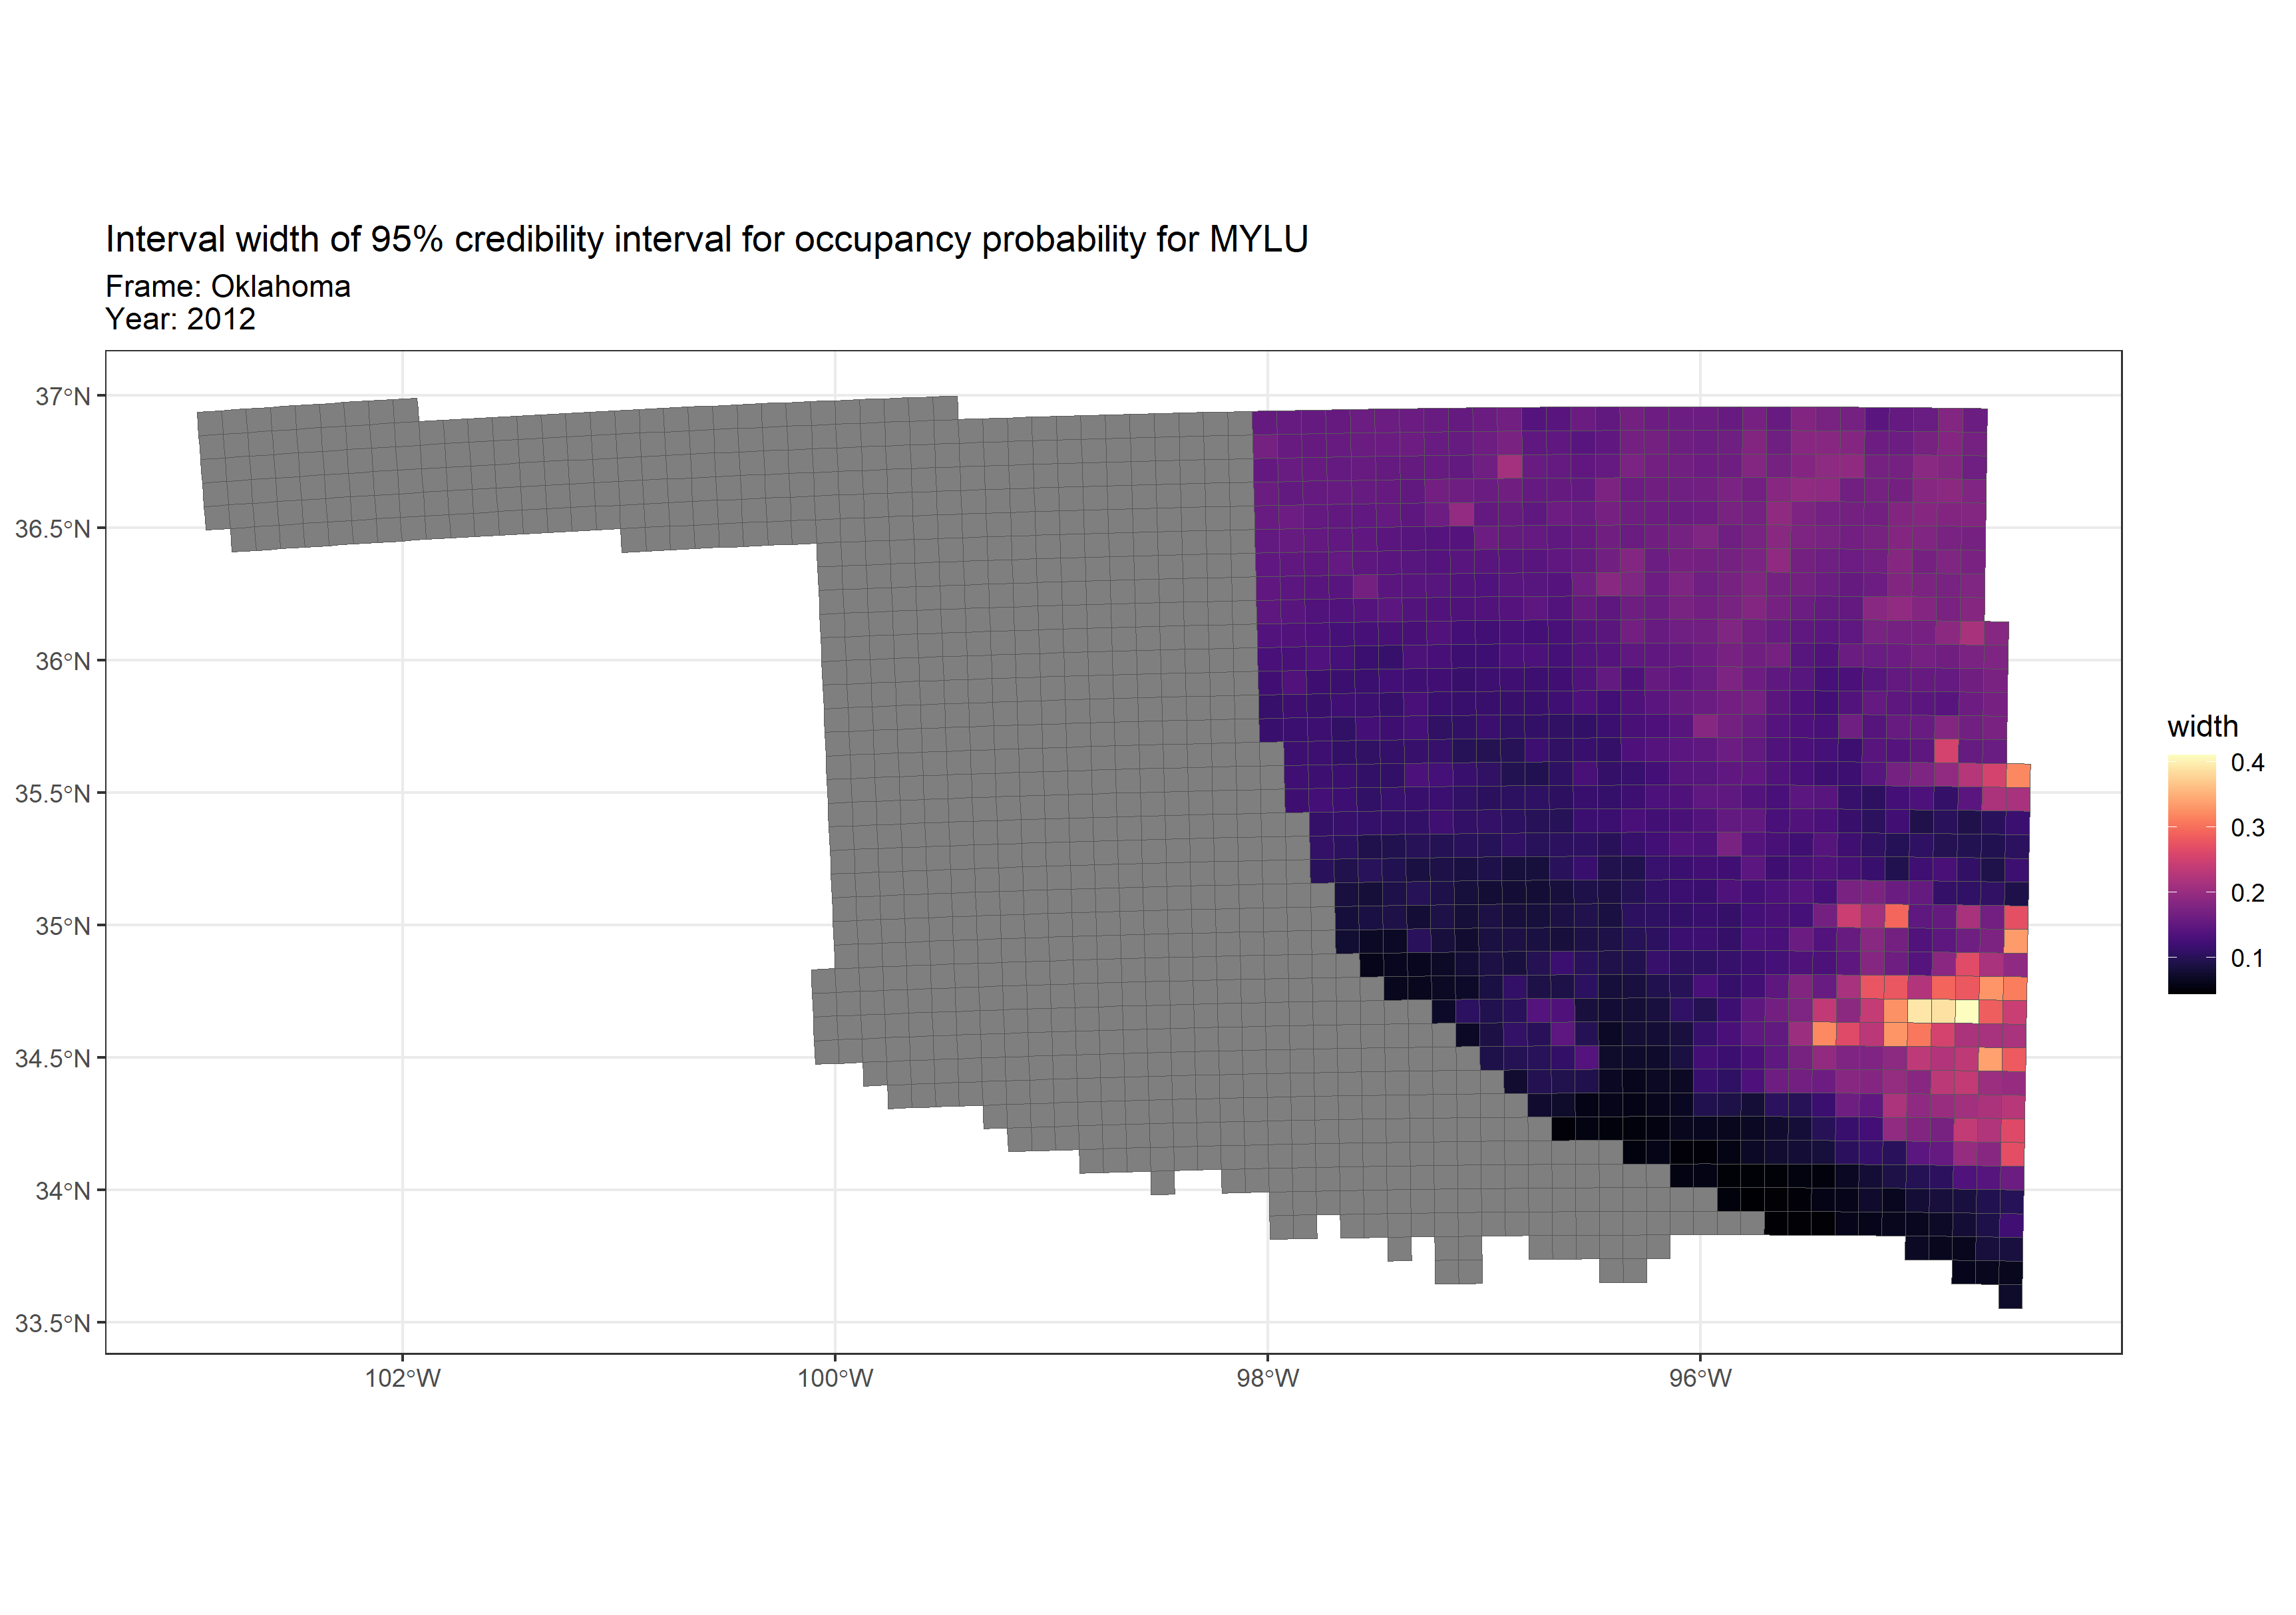 Interval width of 95% credibility interval for occupancy probability for MYLU
Frame: Oklahoma
Year: 2012
37°N
36.5°N
36°N
35.5°N
35°N
34.5°N
34°N
33.5°N
102°W
100°W
98°W
96°W
width
0.4
0.3
0.2
0.1